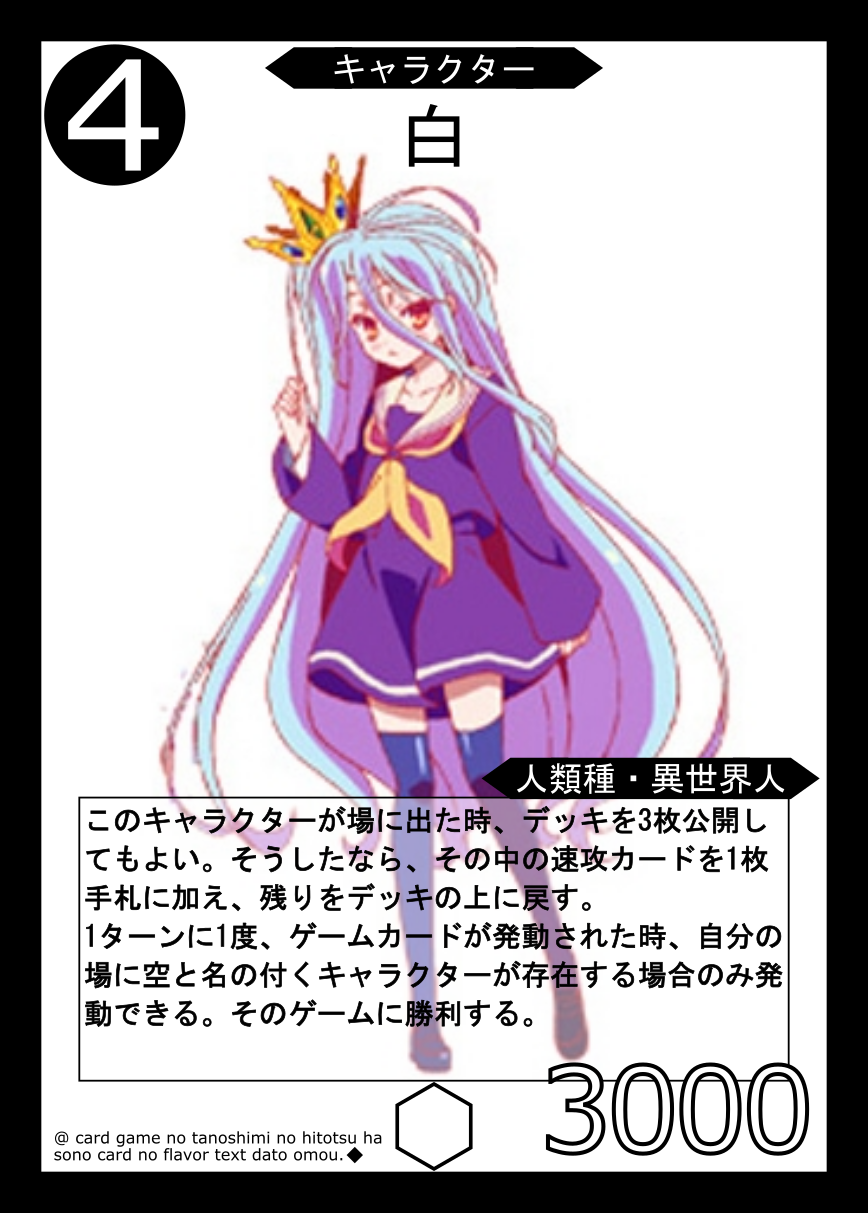 4
キャラクター
白
人類種・異世界人
このキャラクターが場に出た時、デッキを3枚公開し
てもよい。そうしたなら、その中の速攻カードを1枚
手札に加え、残りをデッキの上に戻す。
1ターンに1度、ゲームカードが発動された時、自分の
場に空と名の付くキャラクターが存在する場合のみ発
動できる。そのゲームに勝利する。
3000
@ card game no tanoshimi no hitotsu ha
sono card no flavor text dato omou.◆